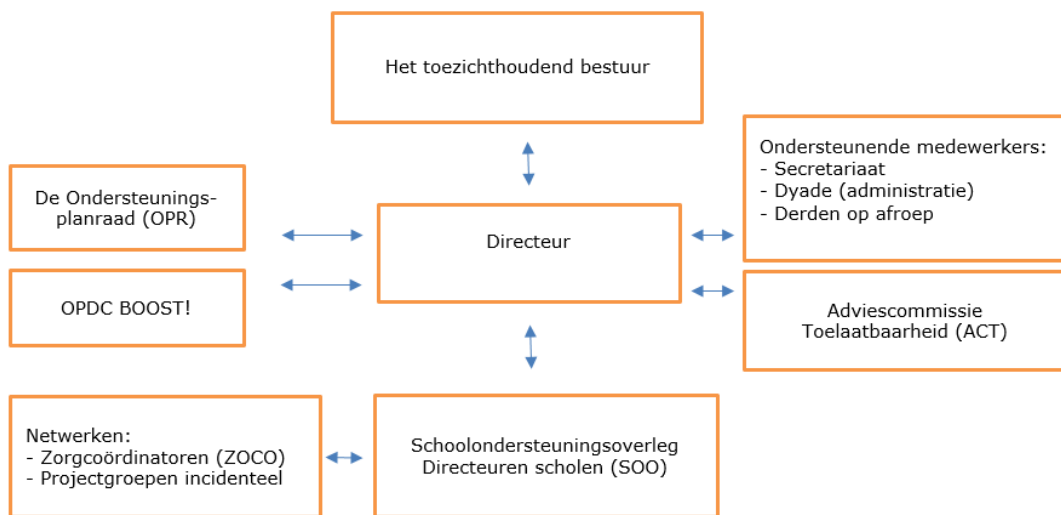 Het toezichthoudend bestuur
Ondersteunende medewerkers:
- Secretariaat
- Dyade (administratie)
- Derden op afroep
De Ondersteunings-
planraad (OPR)
Directeur
OPDC BOOST!
Adviescommissie
Toelaatbaarheid (ACT)
Netwerken:
- Zorgcoördinatoren (ZOCO)
- Projectgroepen incidenteel
Schoolondersteuningsoverleg
Directeuren scholen (SOO)